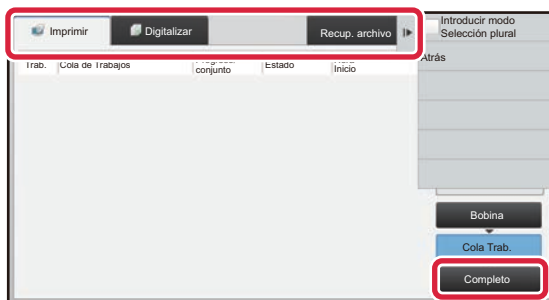 Imprimir
Digitalizar
Recup. archivo
Introducir modo
Selección plural
Atrás
Trab.
Cola de Trabajos
conjunto
Estado
Inicio
Bobina
Cola Trab.
Completo